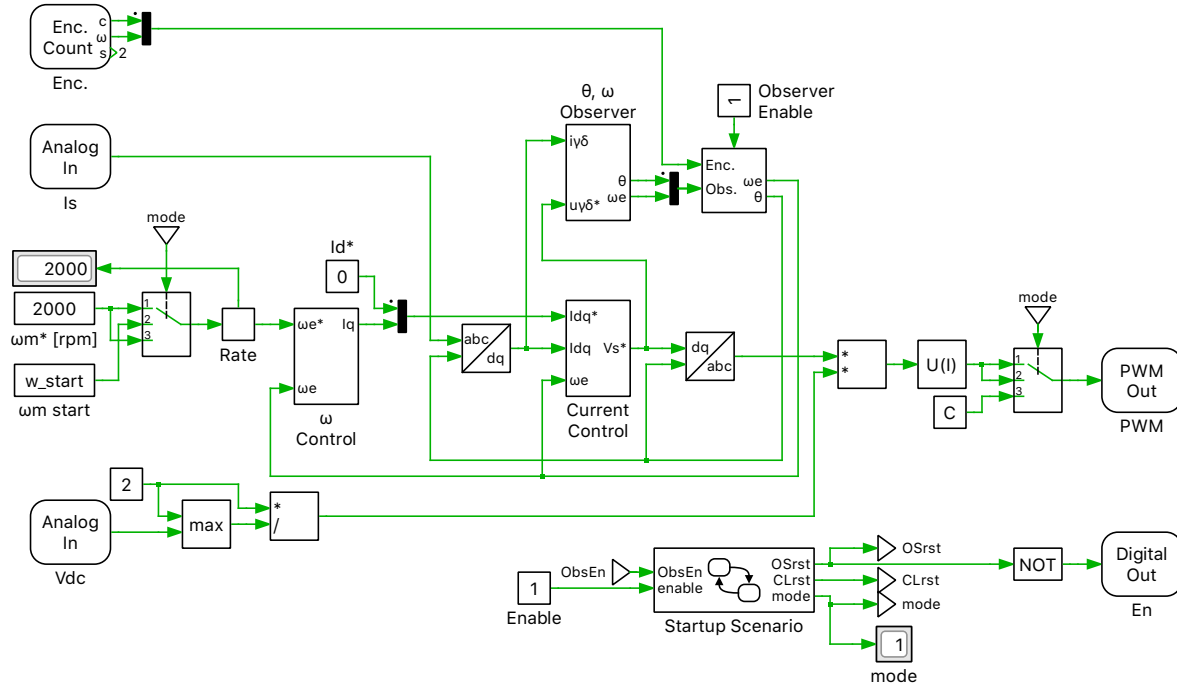 Enc.
Count
c
ω
s
2
Enc.
θ, ω
Observer
iγδ
uγδ*
θ
ωe
1
Observer
Enable
Enc.
Obs.
ωe
θ
Analog
In
Is
mode
2000
2000
ωm* [rpm]
w_start
ωm start
1
2
3
Rate
Id*
0
ωe*
Iq
ωe
ω
Control
abc
dq
Idq*
Idq
Vs*
ωe
Current
Control
dq
abc
*
*
U(I)
C
mode
1
2
3
PWM
Out
PWM
2
Analog
In
Vdc
max
*
/
ObsEn
1
Enable
ObsEn
enable
OSrst
CLrst
mode
Startup Scenario
OSrst
CLrst
mode
1
mode
NOT
Digital
Out
En